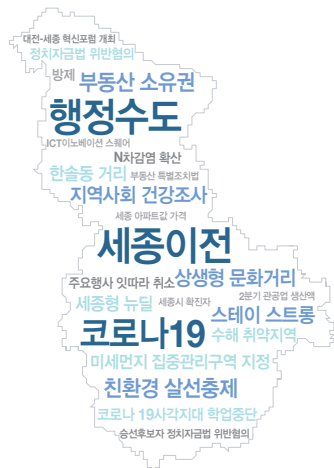 대전-세종 혁신포럼 개최
정치자금법 위반혐의
방제
부동산 소유권
행정수도
ICT이노베이션 스퀘어
N차감염 확산
한솔동 거리 부동산 특별조치법
지역사회 건강조사
세종 아파트값 가격
세종이전
주요행사 잇따라 취소 상생형 문화거리
세종형 뉴딜 세종시 확진자 2분기 광공업 생산액
스테이 스트롱
코로나19 수해 취약지역
미세먼지 집중관리구역 지정
친환경 살선충제
코로나 19사각지대 학업중단
승선후보자 정치자금법 위반혐의